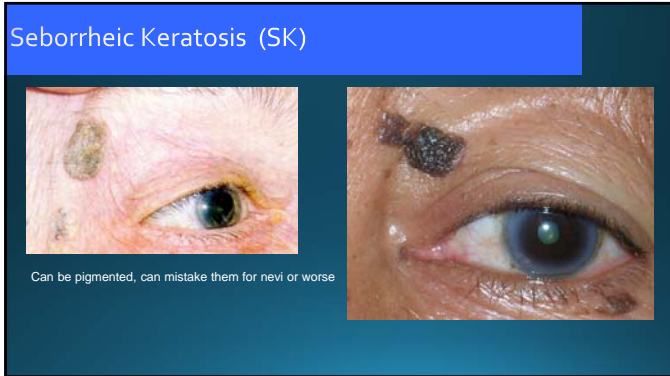 Seborrheic Keratosis (SK)
Can be pigmented, can mistake them for nevi or worse